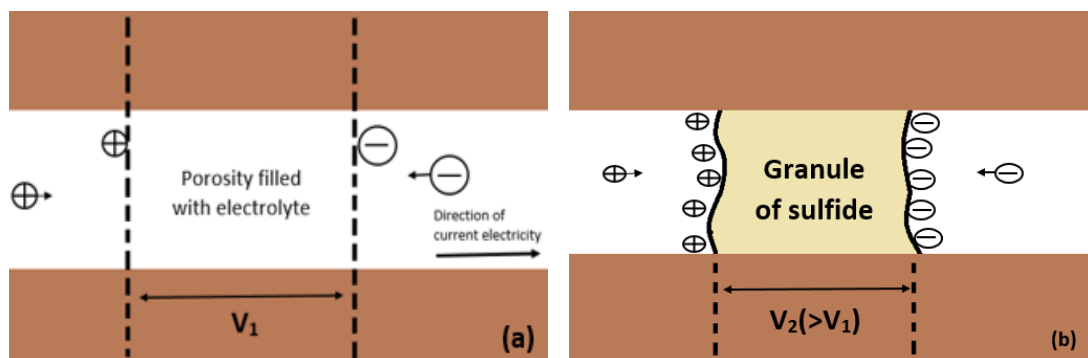 Porosity filled
with electrolyte
Direction of
current electricity
V₁
(a)
Granule
of sulfide
V₂(>V₁)
(b)